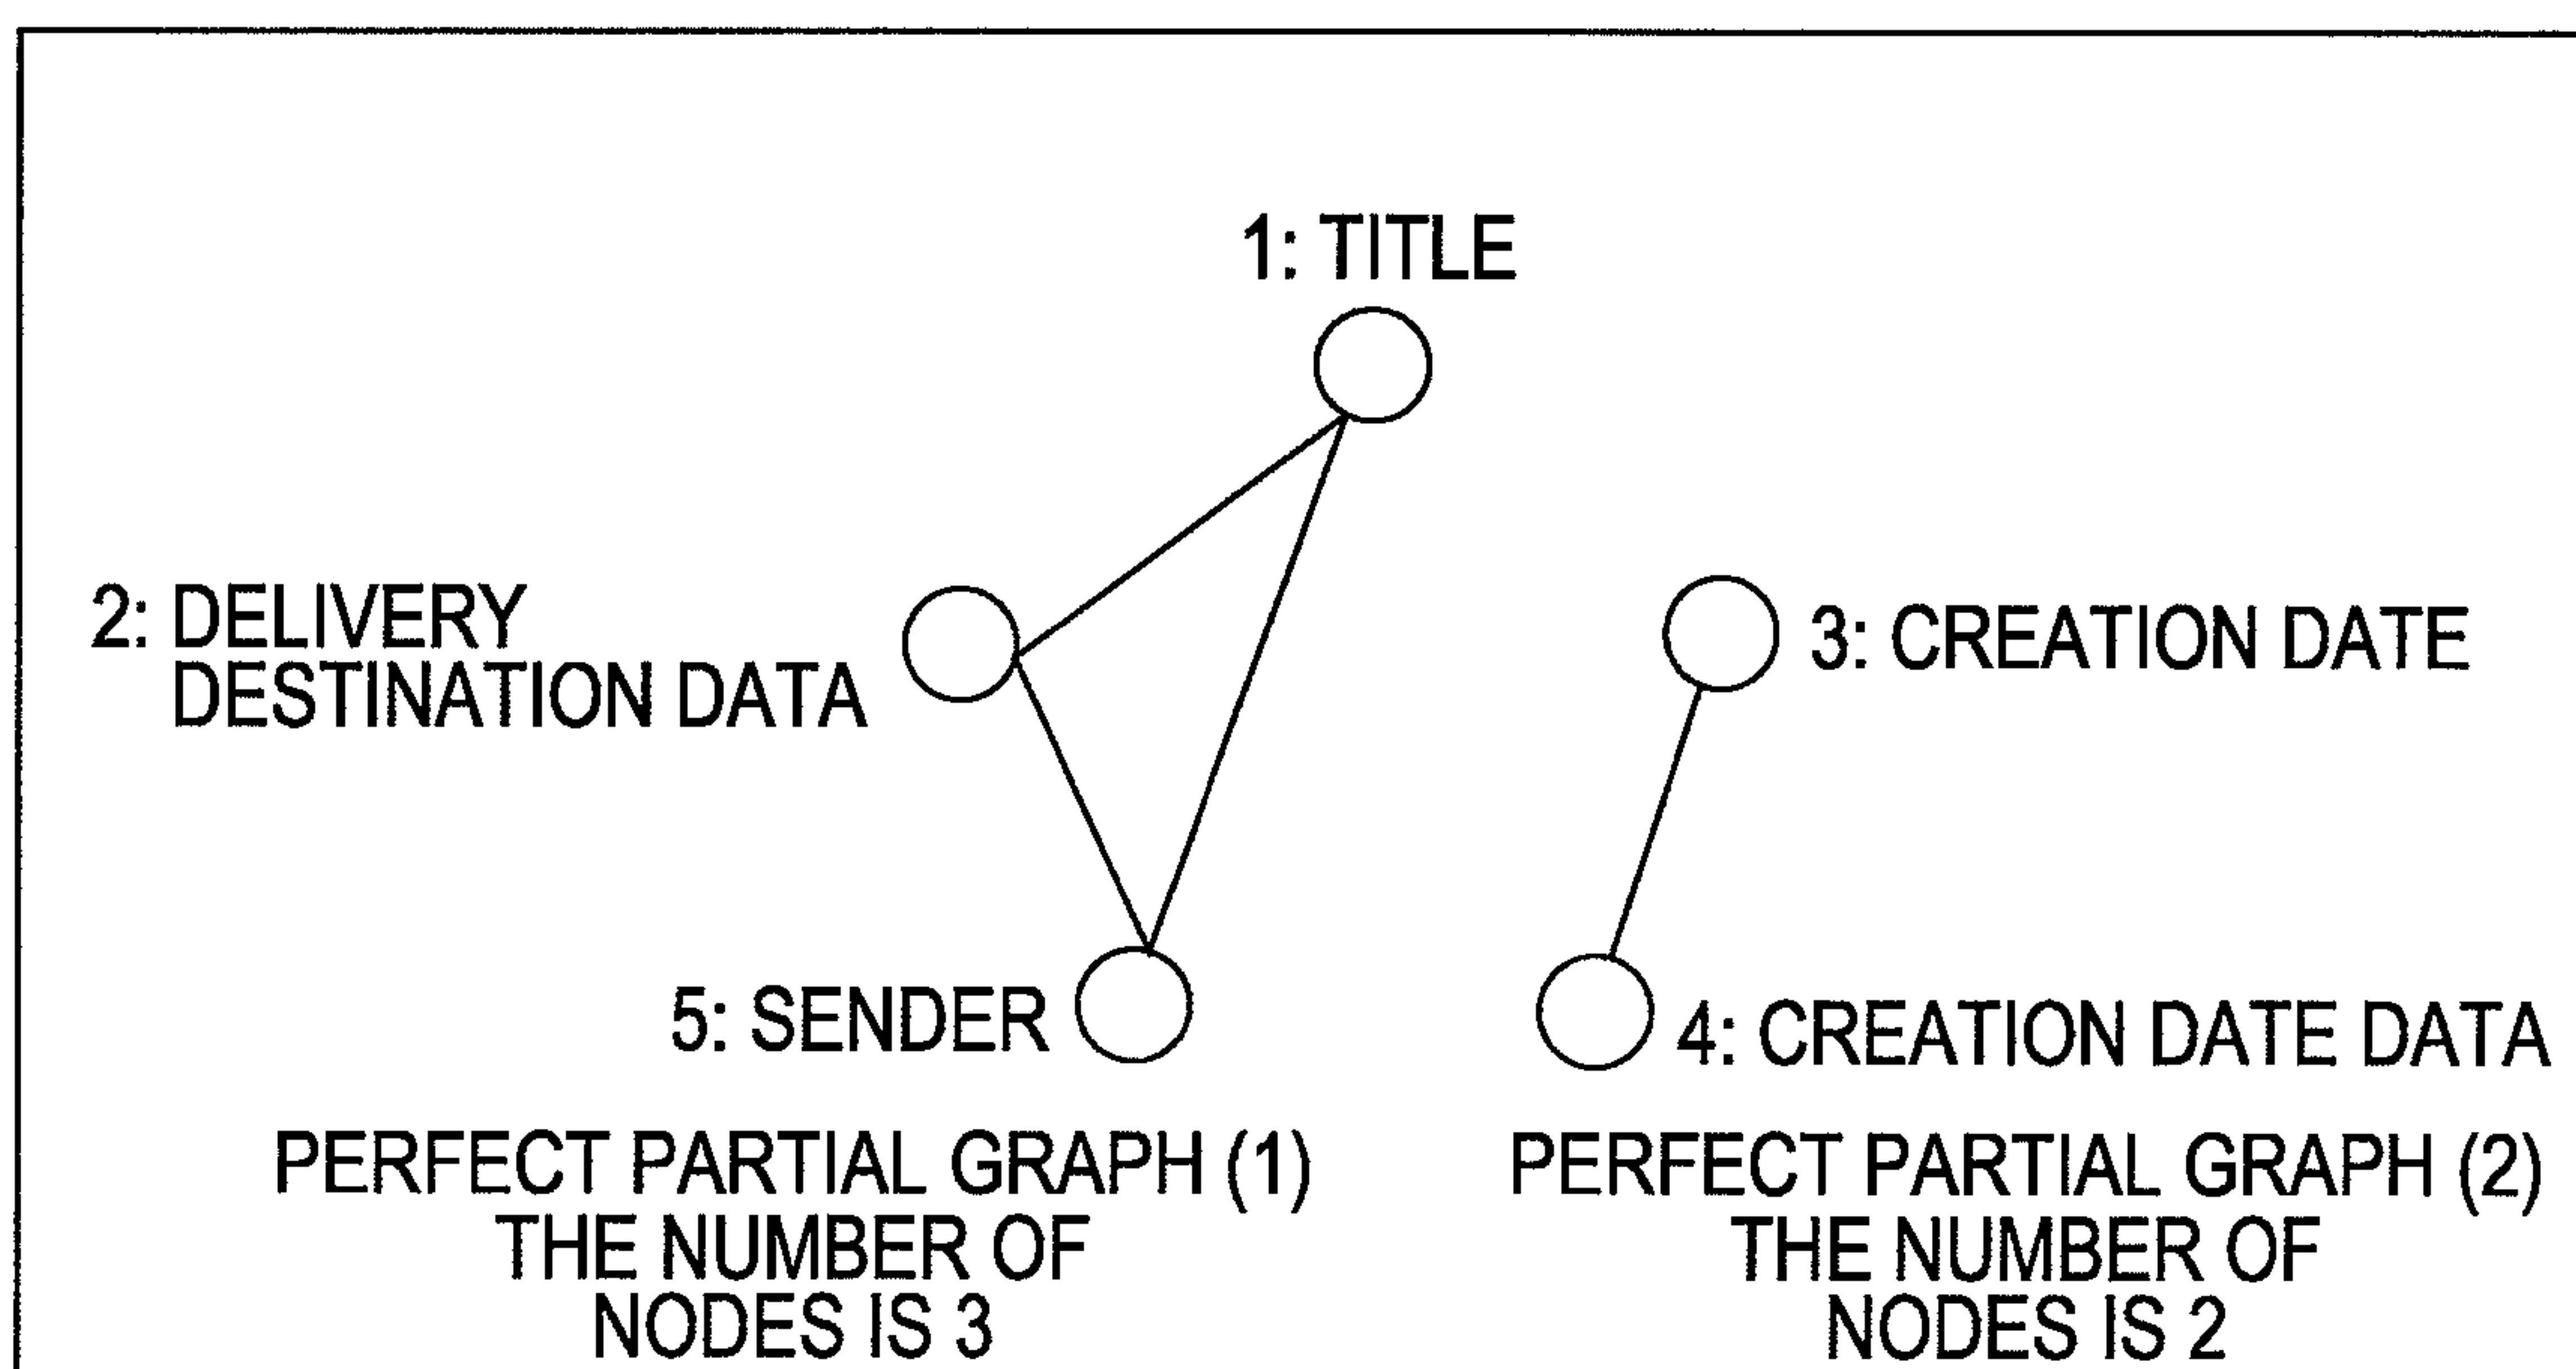 1: TITLE
2: DELIVERY
DESTINATION DATA
3: CREATION DATE
5: SENDER
4: CREATION DATE DATA
PERFECT PARTIAL GRAPH (1)
THE NUMBER OF
NODES IS 3
PERFECT PARTIAL GRAPH (2)
THE NUMBER OF
NODES IS 2